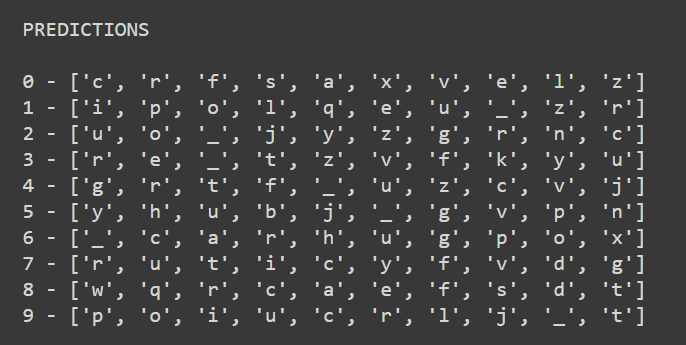 PREDICTIONS
0 - ['c', 'r', 'f', 's', 'a', 'x', 'v', 'e', 'l', 'z']
1 - ['i', 'p', 'o', 'l', 'q', 'e', 'u', '_', 'z', 'r']
2 - ['u', 'o', '_', 'j', 'y', 'z', 'g', 'r', 'n', 'c']
3 - ['r', 'e', '_', 't', 'z', 'v', 'f', 'k', 'y', 'u']
4 - ['g', 'r', 't', 'f', '_', 'u', 'z', 'c', 'v', 'j']
5 - ['y', 'h', 'u', 'b', 'j', '_', 'g', 'v', 'p', 'n']
6 - ['_', 'c', 'a', 'r', 'h', 'u', 'g', 'p', 'o', 'x']
7 - ['r', 'u', 't', 'i', 'c', 'y', 'f', 'v', 'd', 'g']
8 - ['w', 'q', 'r', 'c', 'a', 'e', 'f', 's', 'd', 't']
9 - ['p', 'o', 'i', 'u', 'c', 'r', 'l', 'j', '_', 't']